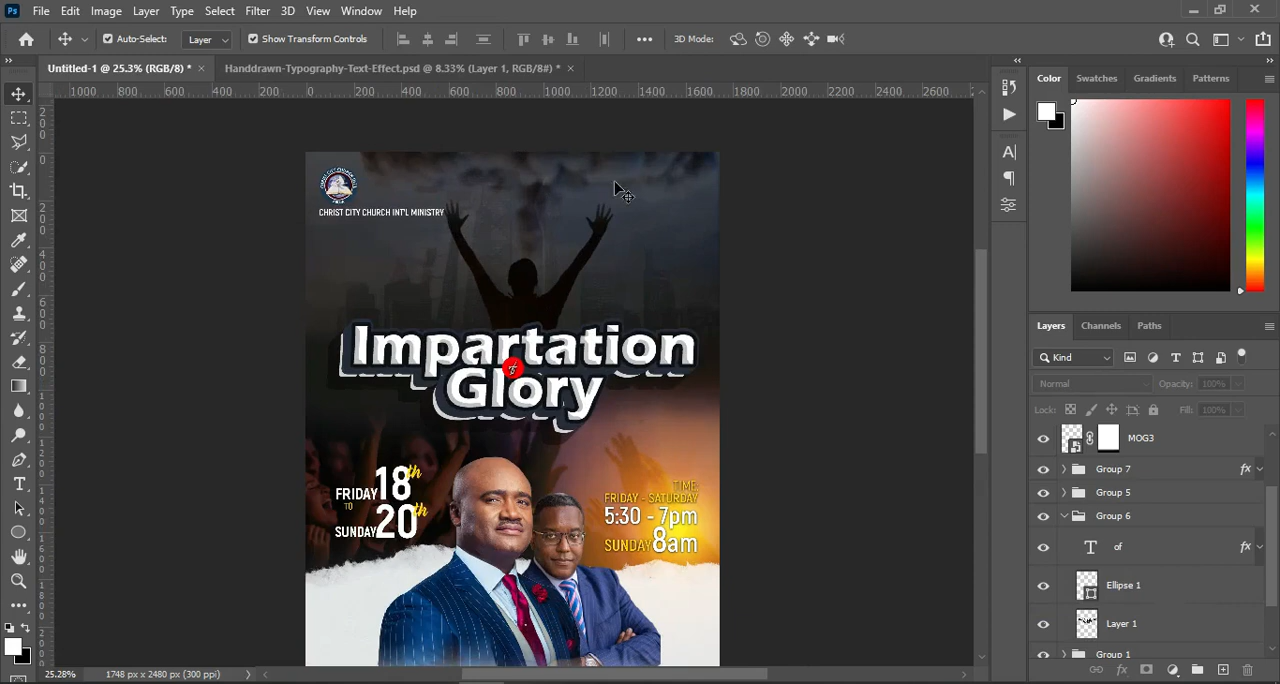 Ps File Edit Image Layer Type Select Filter 3D View Window Help
Auto-Select: Layer Show Transform Controls ••• 3D Mode:
Untitled-1 @ 25.3% (RGB/8) * × Handdrawn-Typography-Text-Effect.psd @ 8.33% (Layer 1, RGB/8#) * ×
1000 800 600 400 200 0 200 400 600 800 1000 1200 1400 1600 1800 2000 2200 2400 2600
Color Swatches Gradients Patterns
CHRIST CITY CHURCH INT'L MINISTRY
Impartation
Glory
FRIDAY 18th
TO
SUNDAY 20th
TIME:
FRIDAY - SATURDAY
5:30 - 7pm
SUNDAY 8am
Layers Channels Paths
Kind
Normal Opacity: 100%
Lock: Fill: 100%
MOG3
Group 7 fx
Group 5
Group 6
T of fx
Ellipse 1
Layer 1
Group 1
25.28% 1748 px x 2480 px (300 ppi)